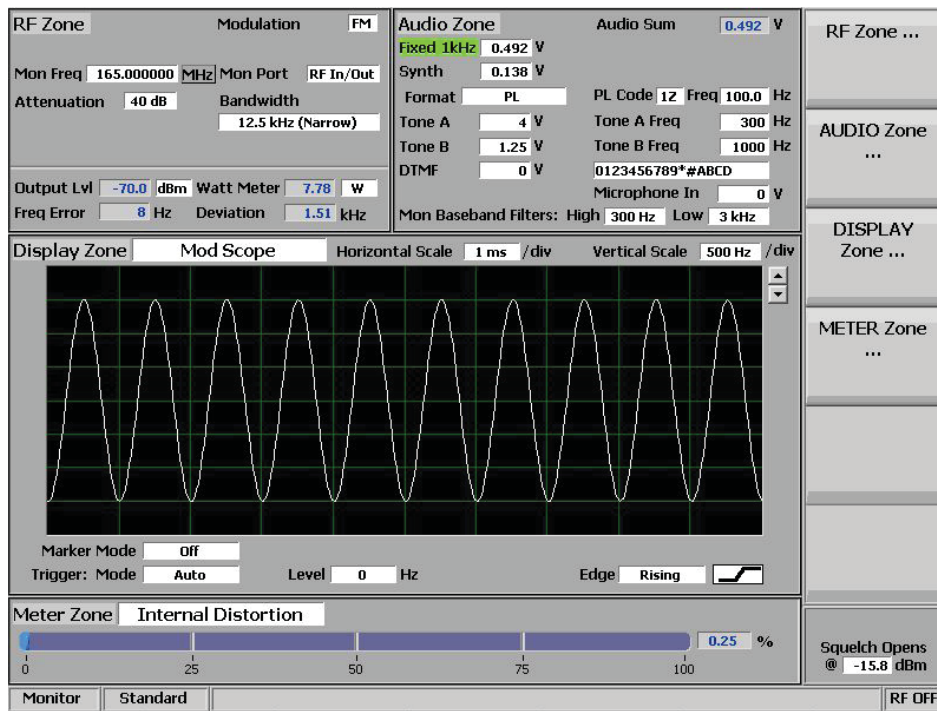 RF Zone Modulation FM
Mon Freq 165.000000 MHz Mon Port RF In/Out
Attenuation 40 dB Bandwidth
12.5 kHz (Narrow)
Output Lvl -70.0 dBm Watt Meter 7.78 W
Freq Error 8 Hz Deviation 1.51 kHz
Audio Zone Audio Sum 0.492 V
Fixed 1kHz 0.492 V
Synth 0.138 V
Format PL PL Code 1Z Freq 100.0 Hz
Tone A 4 V Tone A Freq 300 Hz
Tone B 1.25 V Tone B Freq 1000 Hz
DTMF 0 V 0123456789*#ABCD
Microphone In 0 V
Mon Baseband Filters: High 300 Hz Low 3 kHz
Display Zone Mod Scope Horizontal Scale 1 ms /div Vertical Scale 500 Hz /div
Marker Mode Off
Trigger: Mode Auto Level 0 Hz Edge Rising
Meter Zone Internal Distortion
0.25 %
0 25 50 75 100
RF Zone ...
AUDIO Zone
...
DISPLAY
Zone ...
METER Zone
...
Squelch Opens
@ -15.8 dBm
Monitor Standard RF OFF